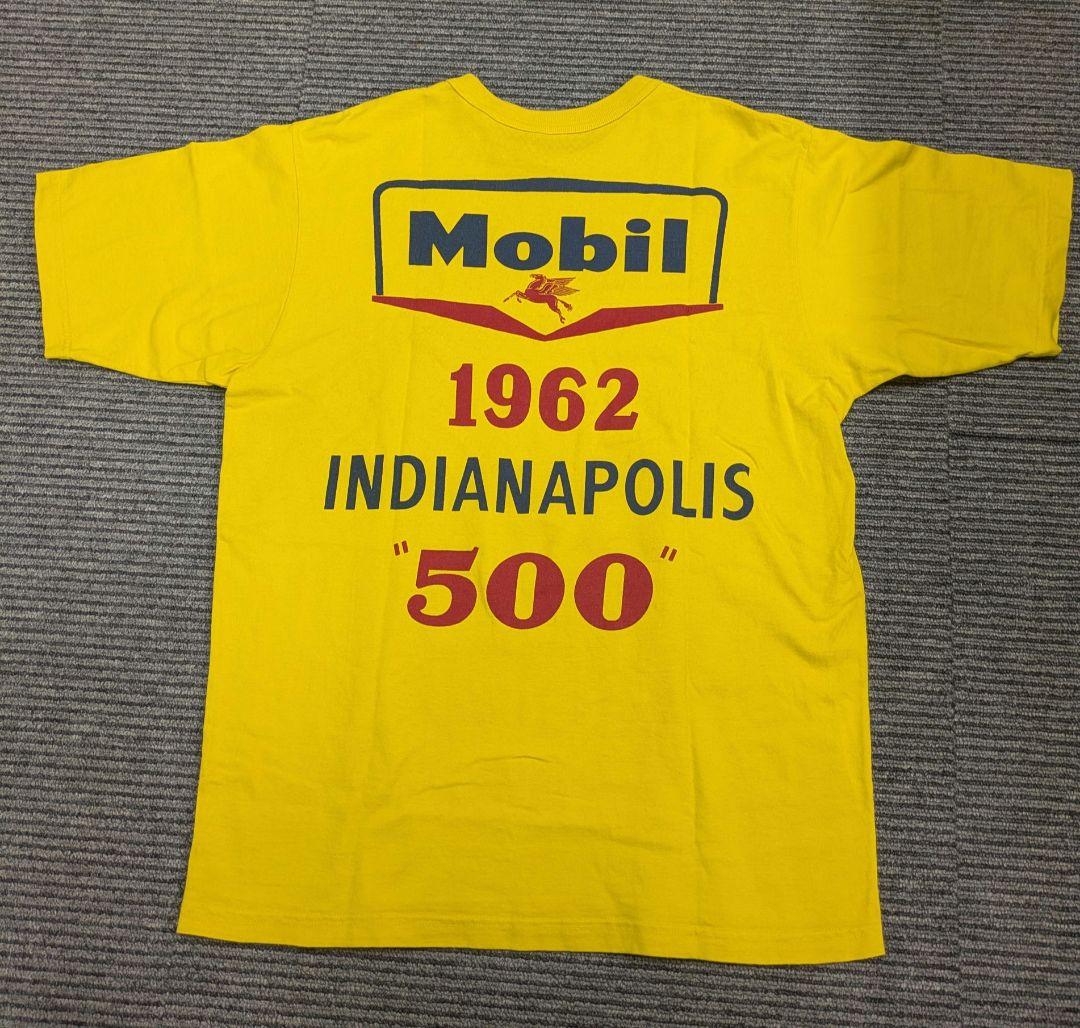 Mobil
1962
INDIANAPOLIS
"500"